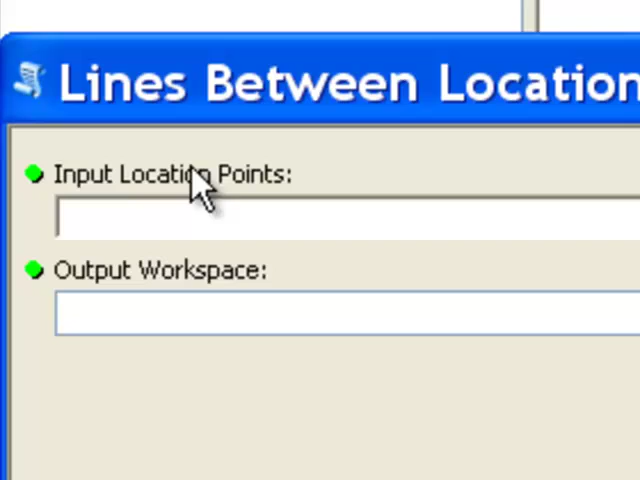 Lines Between Location
Input Location Points:
Output Workspace: